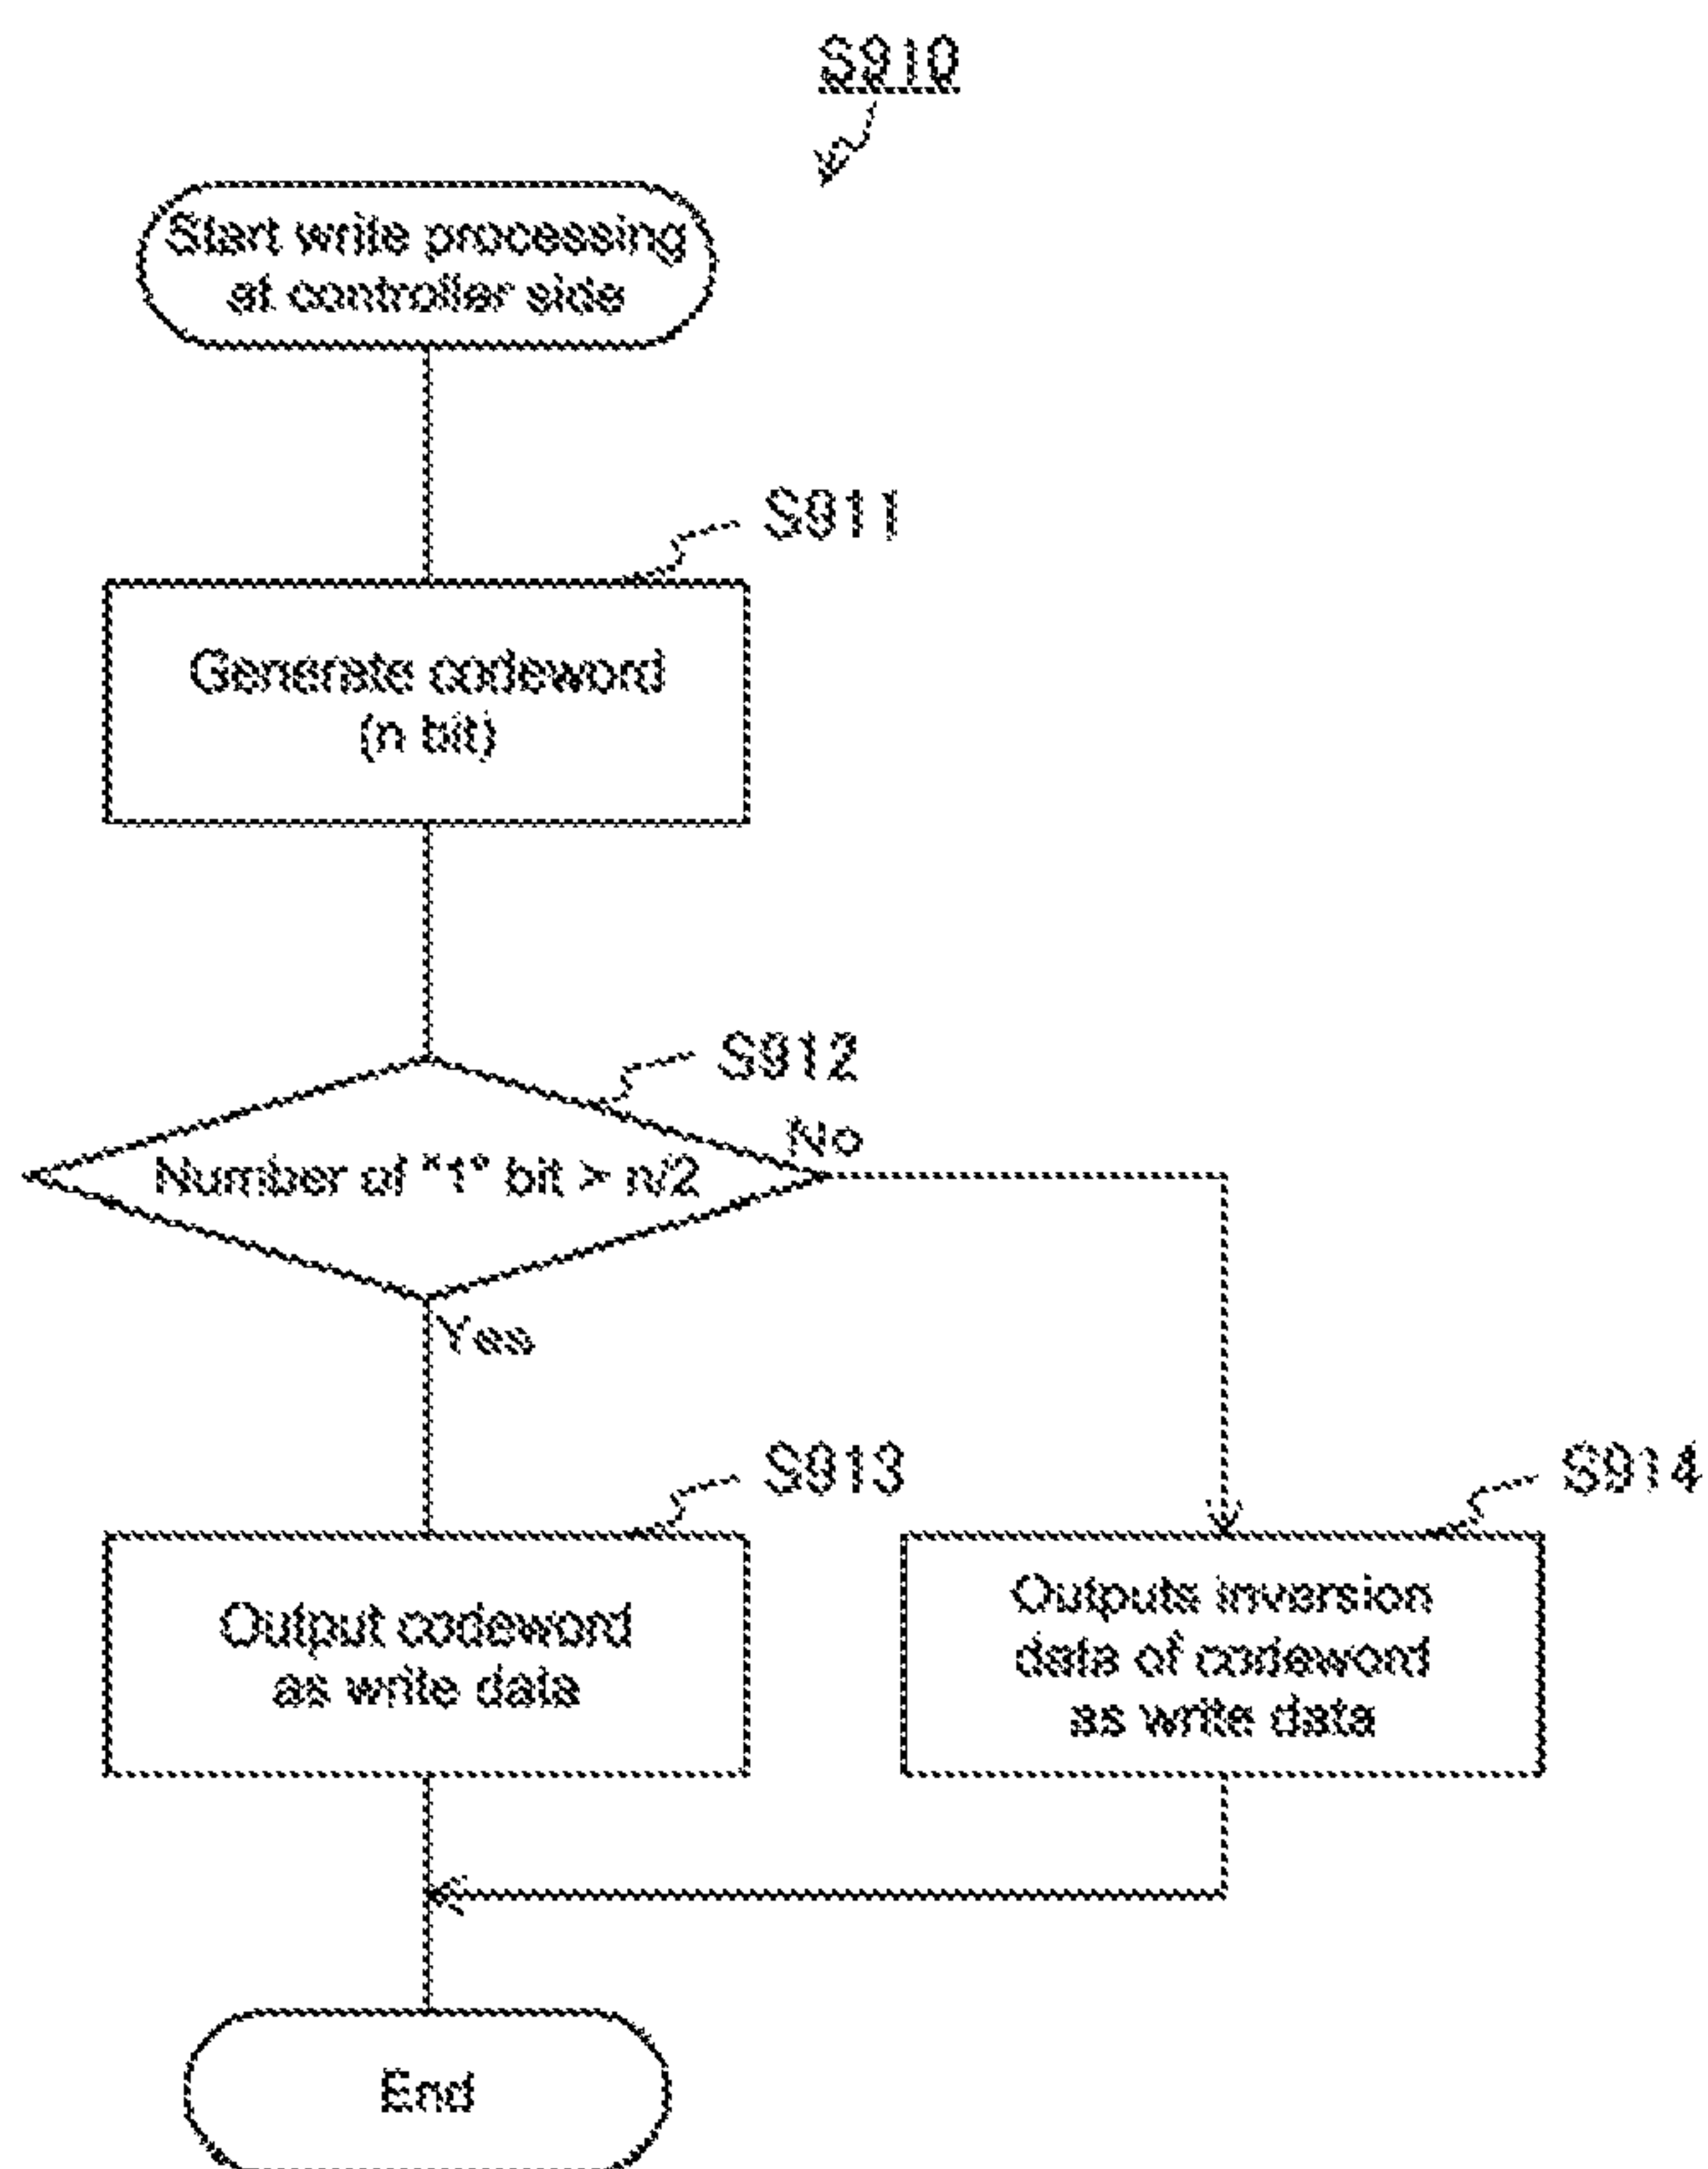 S910
Start write processing
at controller side
S911
Generate codeword
(n bit)
S912
No
Number of "1" bit > n/2
Yes
S913
S914
Output codeword
as write data
Outputs inversion
data of codeword
as write data
End